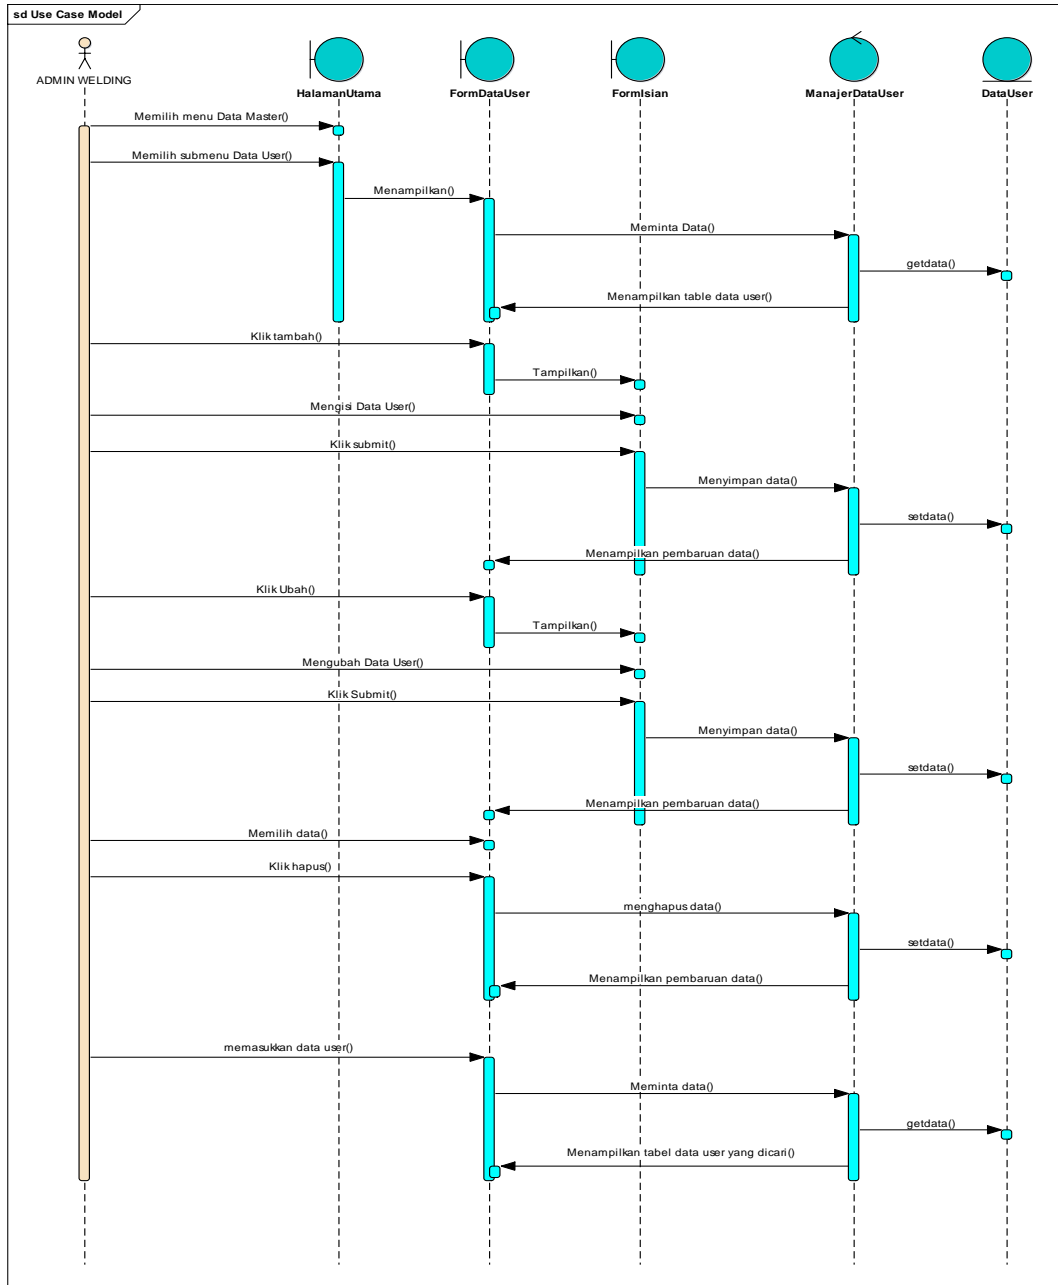 sd Use Case Model
ADMIN WELDING
HalamanUtama
FormDataUser
FormIsian
ManajerDataUser
DataUser
Memilih menu Data Master()
Memilih submenu Data User()
Menampilkan()
Meminta Data()
getdata()
Menampilkan table data user()
Klik tambah()
Tampilkan()
Mengisi Data User()
Klik submit()
Menyimpan data()
setdata()
Menampilkan pembaruan data()
Klik Ubah()
Tampilkan()
Mengubah Data User()
Klik Submit()
Menyimpan data()
setdata()
Menampilkan pembaruan data()
Memilih data()
Klik hapus()
menghapus data()
setdata()
Menampilkan pembaruan data()
memasukkan data user()
Meminta data()
getdata()
Menampilkan tabel data user yang dicari()